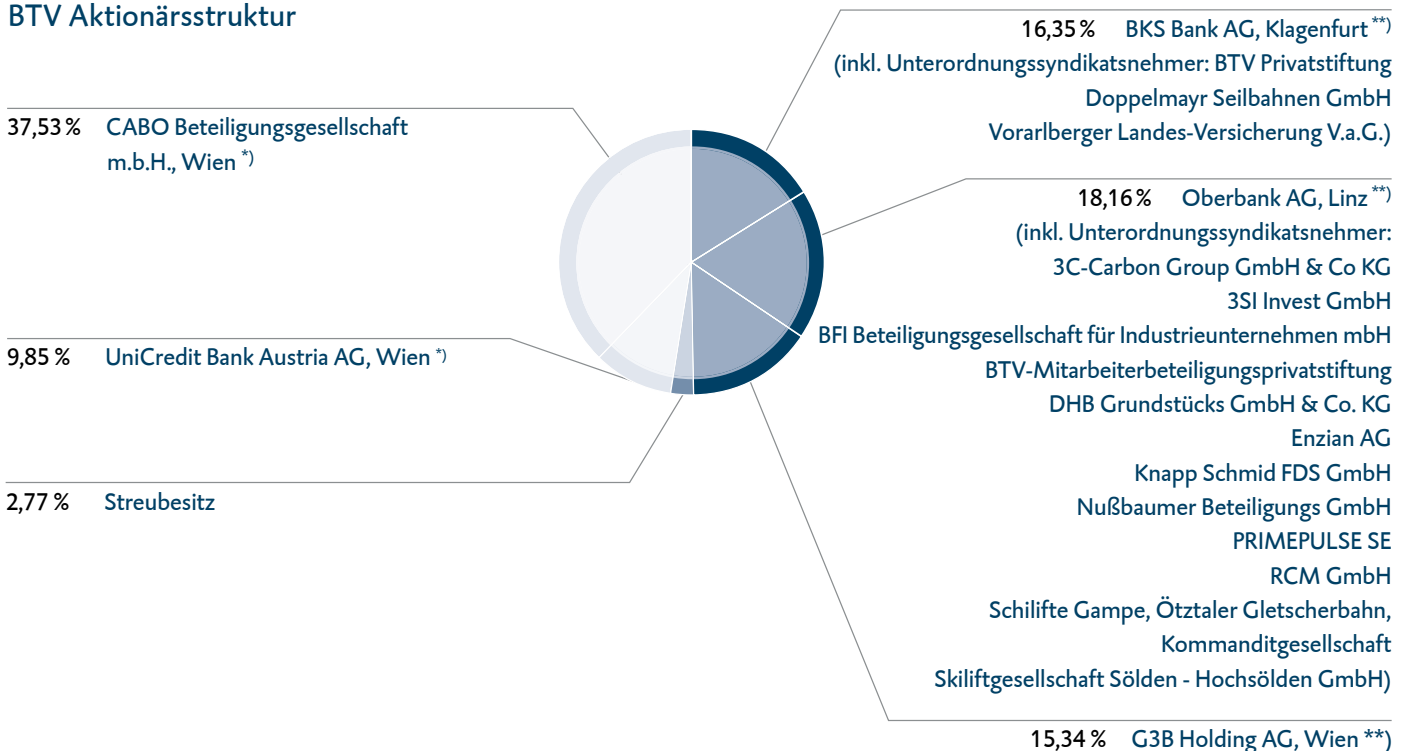 BTV Aktionärsstruktur
37,53 % CABO Beteiligungsgesellschaft
m.b.H., Wien *)
9,85 % UniCredit Bank Austria AG, Wien *)
2,77 % Streubesitz
16,35 % BKS Bank AG, Klagenfurt **)
(inkl. Unterordnungssyndikatsnehmer: BTV Privatstiftung
Doppelmayr Seilbahnen GmbH
Vorarlberger Landes-Versicherung V.a.G.)
18,16 % Oberbank AG, Linz **)
(inkl. Unterordnungssyndikatsnehmer:
3C-Carbon Group GmbH & Co KG
3SI Invest GmbH
BFI Beteiligungsgesellschaft für Industrieunternehmen mbH
BTV-Mitarbeiterbeteiligungsprivatstiftung
DHB Grundstücks GmbH & Co. KG
Enzian AG
Knapp Schmid FDS GmbH
Nußbaumer Beteiligungs GmbH
PRIMEPULSE SE
RCM GmbH
Schilifte Gampe, Ötztaler Gletscherbahn,
Kommanditgesellschaft
Skiliftgesellschaft Sölden - Hochsölden GmbH)
15,34 % G3B Holding AG, Wien **)